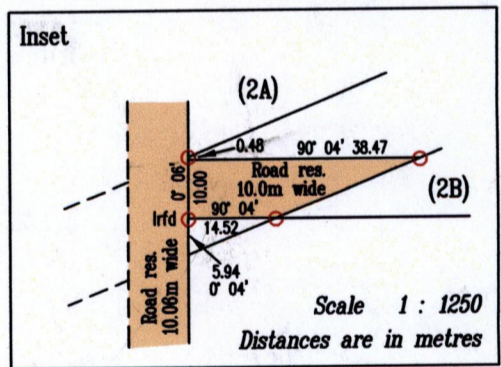 Inset
(2A)
0.48
90° 04' 38.47
0° 06'
10.00
Road res.
10.0m wide
(2B)
Irfd
90° 04'
14.52
Road res.
10.06m wide
5.94
0° 04'
Scale 1 : 1250
Distances are in metres